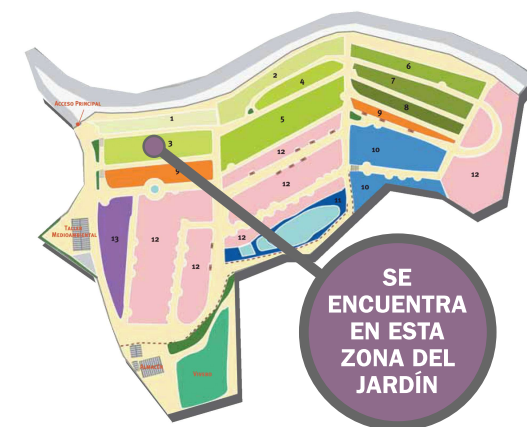 ACCESO PRINCIPAL
1
2
4
6
7
8
3
5
9
9
10
12
12
12
10
11
12
13
12
12
12
TALLER
MEDIOAMBIENTAL
ALMACÉN
VIVERO
SE
ENCUENTRA
EN ESTA
ZONA DEL
JARDÍN